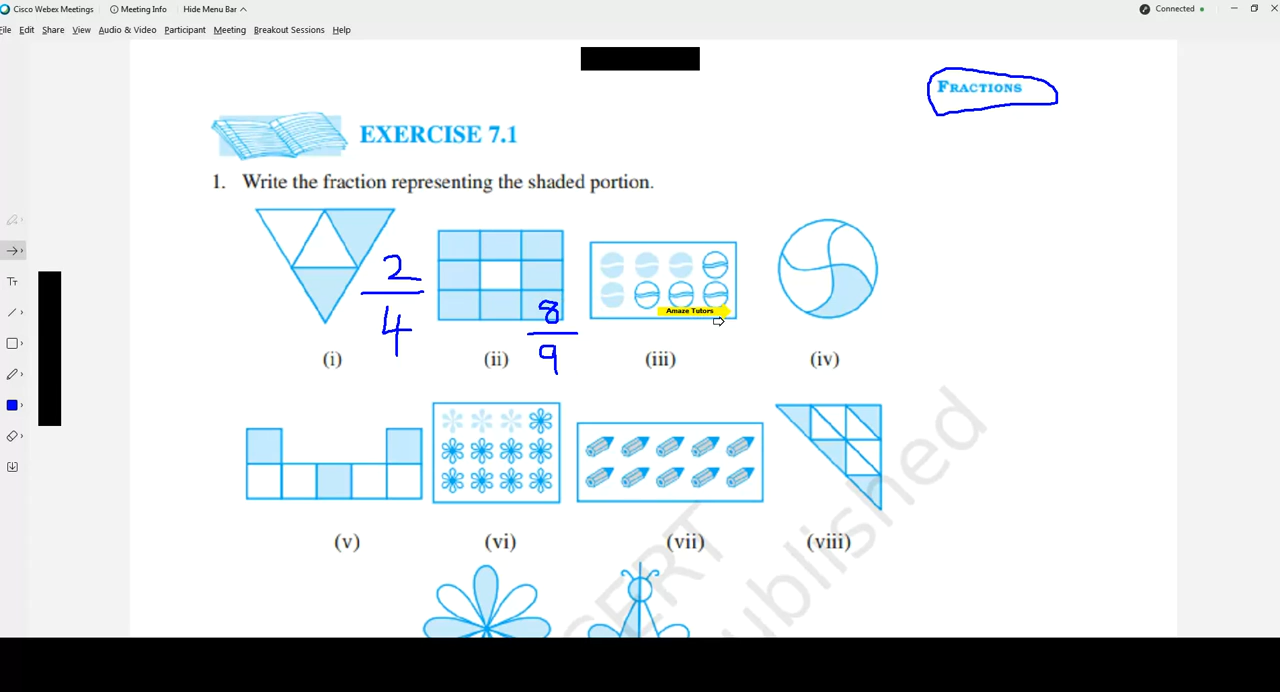 Cisco Webex Meetings Meeting Info Hide Menu Bar Connected
File Edit Share View Audio & Video Participant Meeting Breakout Sessions Help
FRACTIONS
EXERCISE 7.1
1. Write the fraction representing the shaded portion.
2
4
8
9
Amaze Tutors
(i) (ii) (iii) (iv)
Tт
(v) (vi) (vii) (viii)